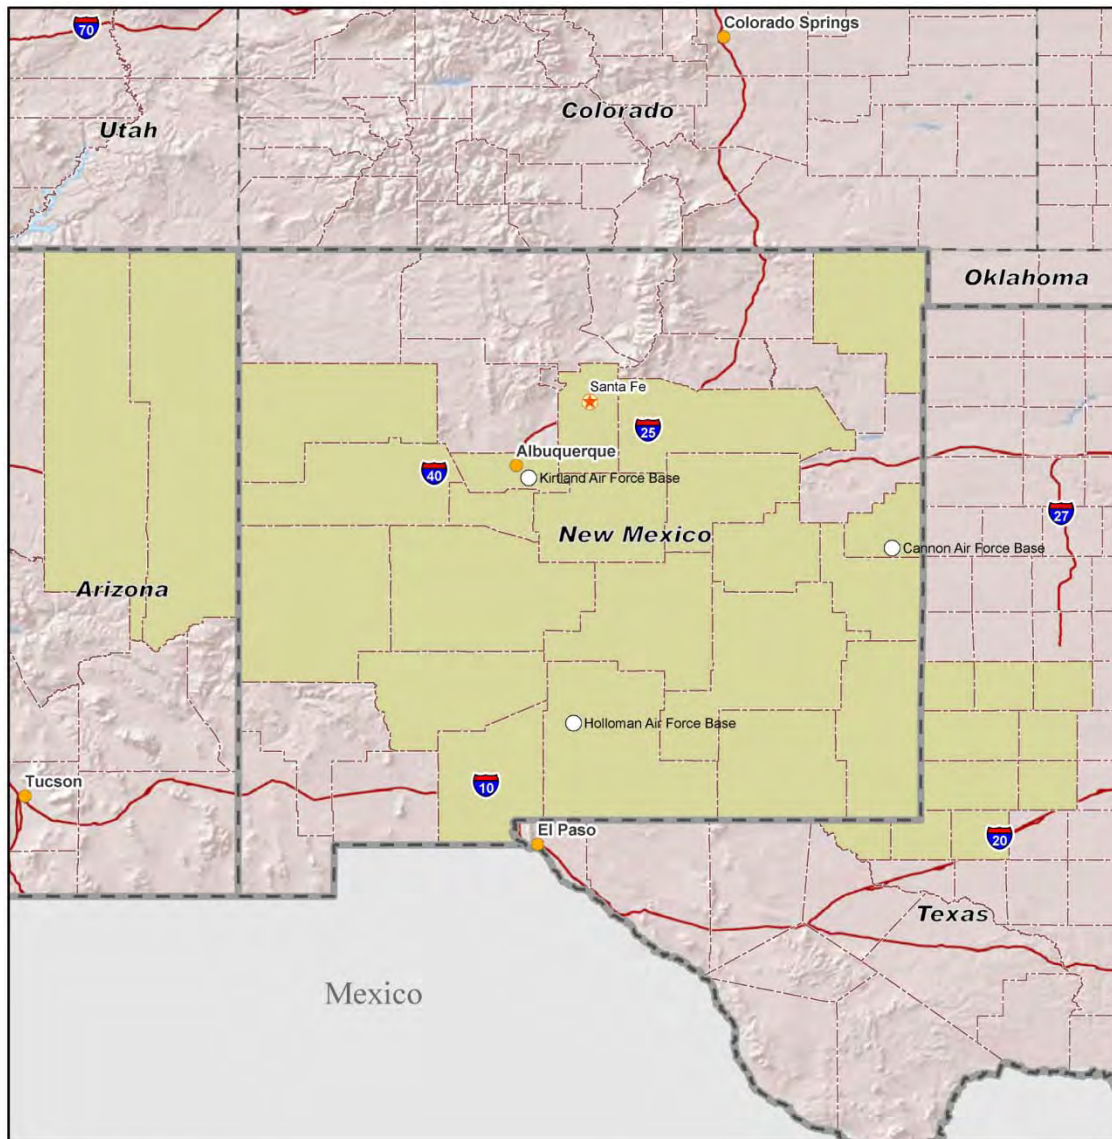 70
Colorado Springs
Utah
Colorado
Oklahoma
Santa Fe
25
Albuquerque
40
Kirtland Air Force Base
27
New Mexico
Cannon Air Force Base
Arizona
Holloman Air Force Base
Tucson
10
El Paso
20
Texas
Mexico